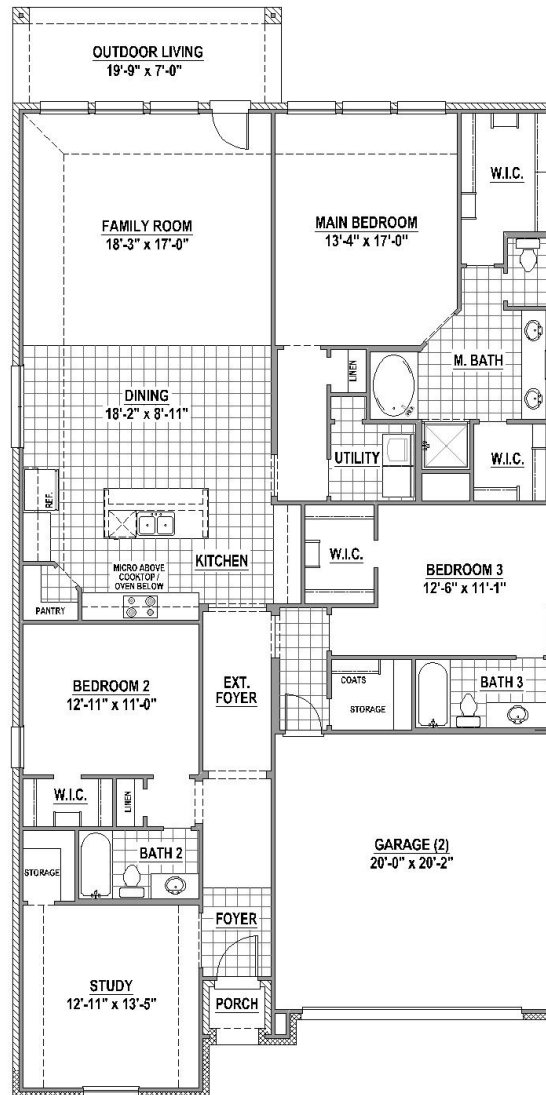 OUTDOOR LIVING
19'-9" x 7'-0"
FAMILY ROOM
18'-3" x 17'-0"
MAIN BEDROOM
13'-4" x 17'-0"
W.I.C.
DINING
18'-2" x 8'-11"
LINEN
M. BATH
UTILITY
W.I.C.
REF.
KITCHEN
MICRO ABOVE
COOKTOP /
OVEN BELOW
PANTRY
W.I.C.
BEDROOM 3
12'-6" x 11'-1"
BEDROOM 2
12'-11" x 11'-0"
EXT.
FOYER
COATS
STORAGE
BATH 3
W.I.C.
LINEN
BATH 2
STORAGE
GARAGE (2)
20'-0" x 20'-2"
FOYER
STUDY
12'-11" x 13'-5"
PORCH